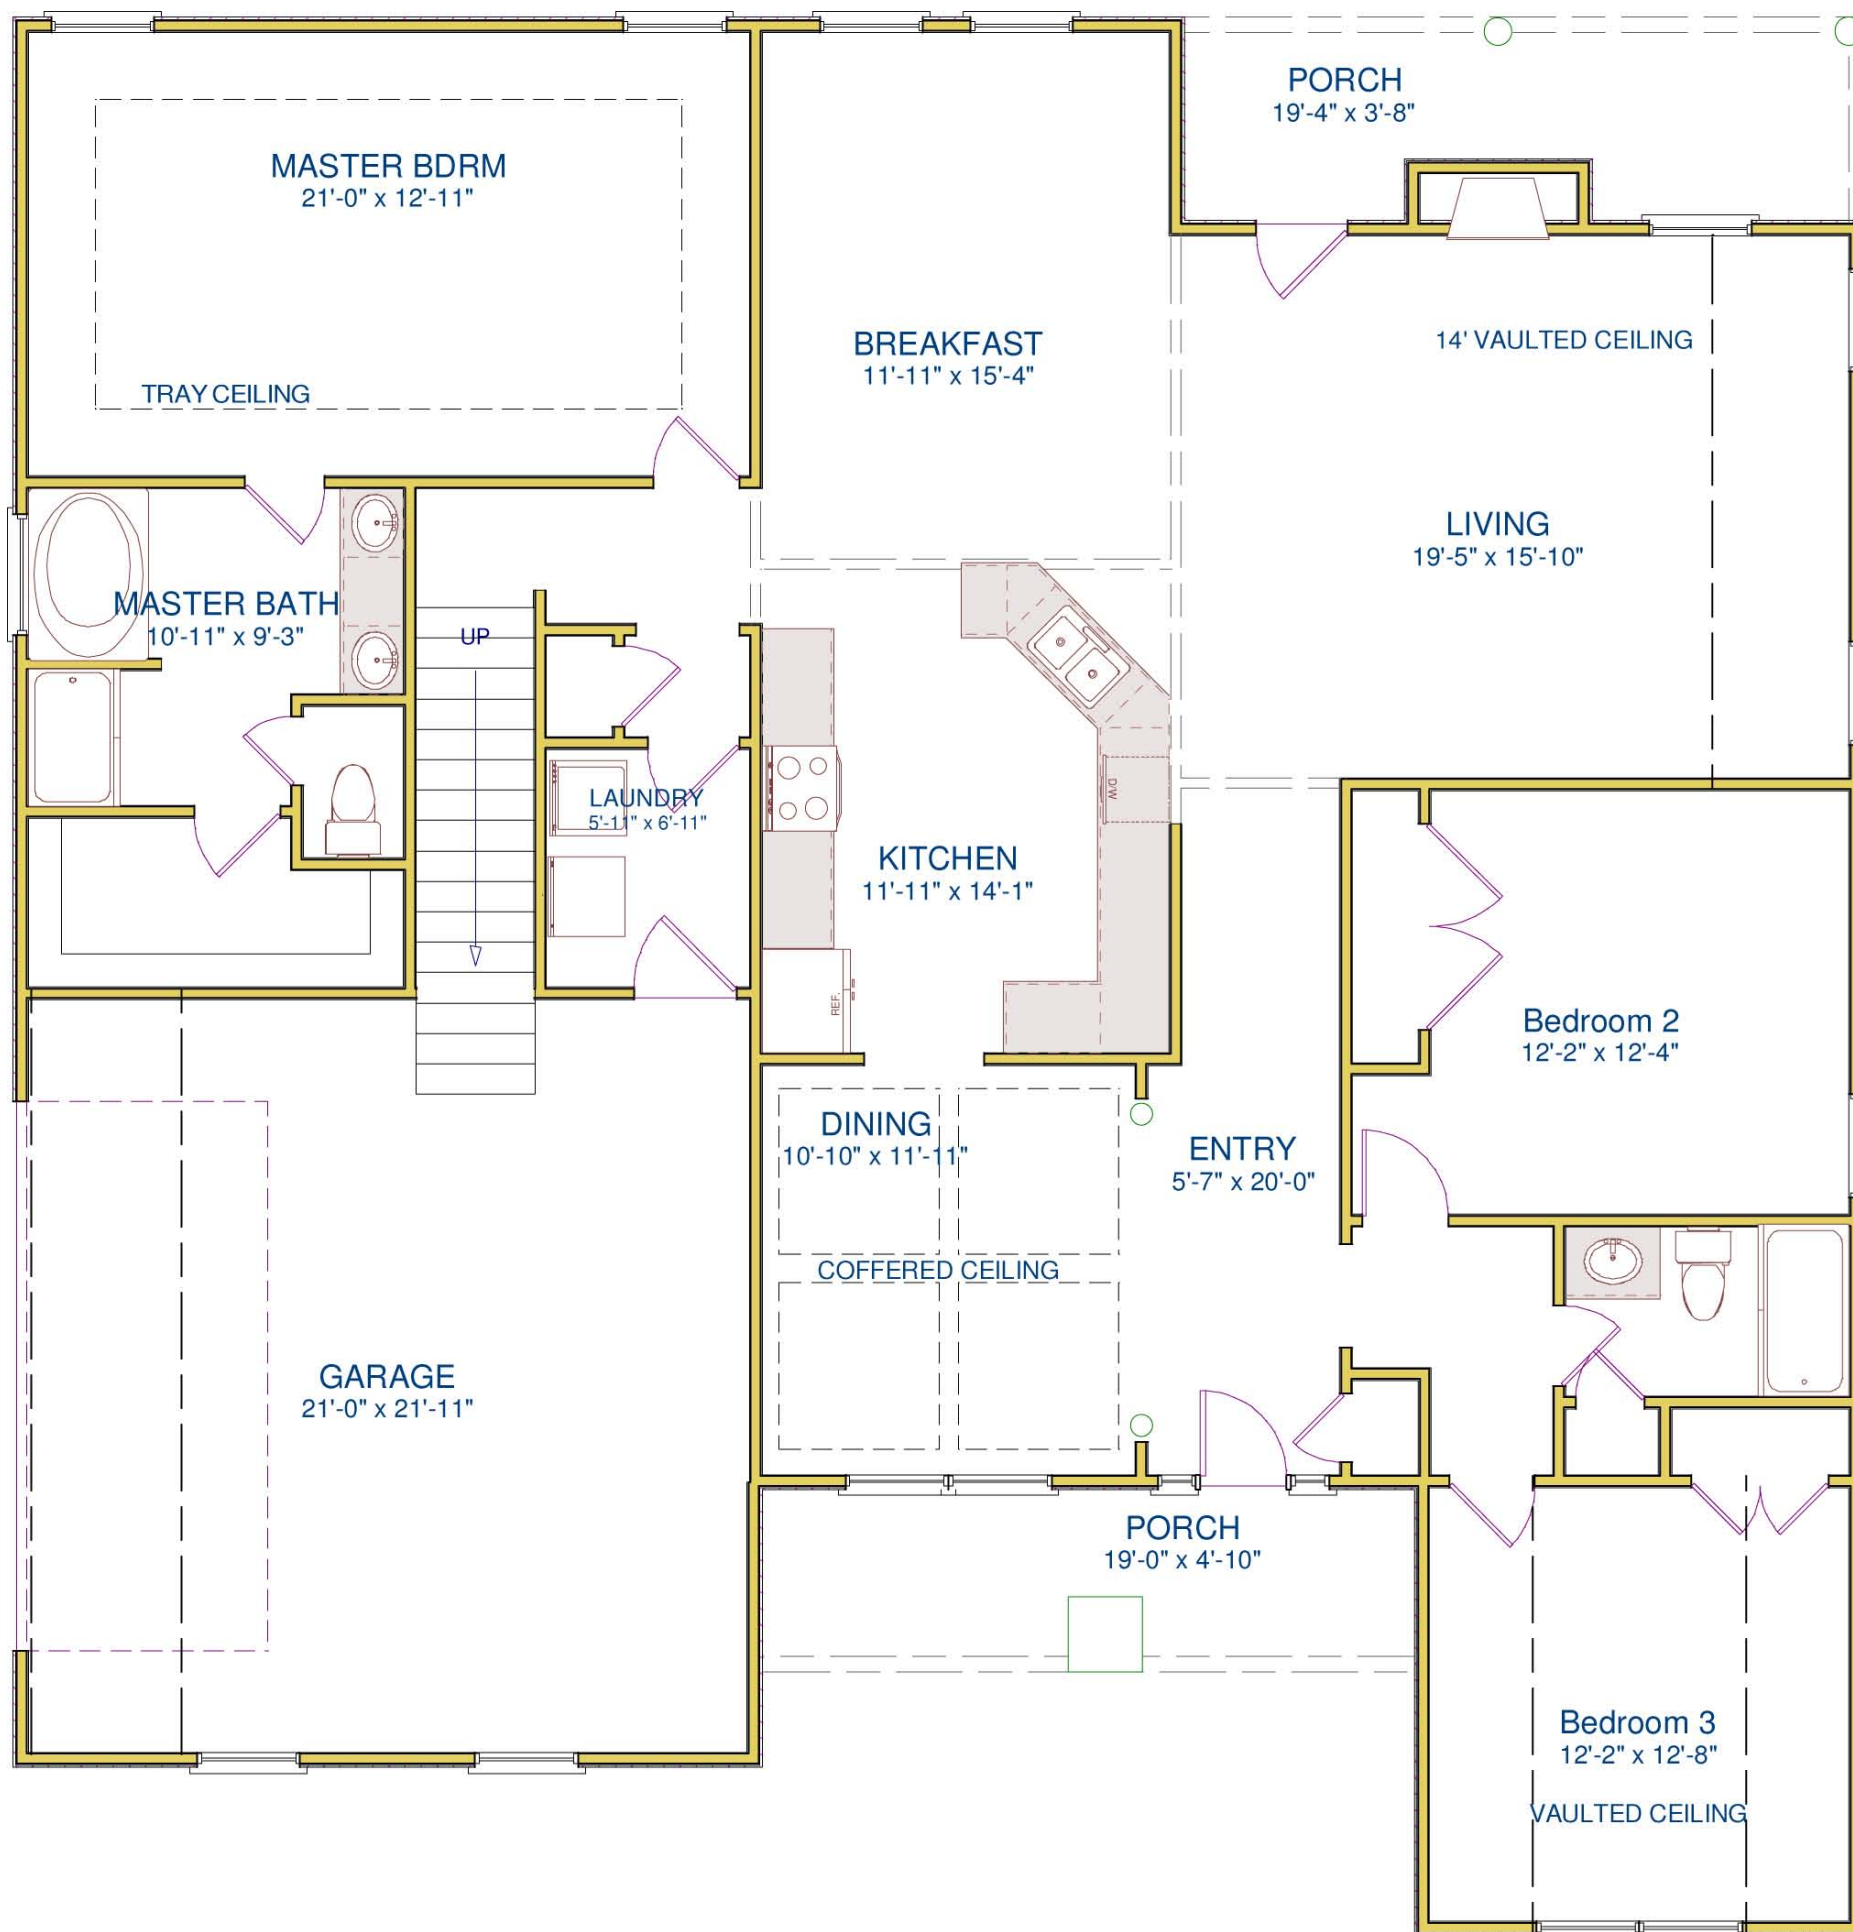 PORCH
19'-4" x 3'-8"
MASTER BDRM
21'-0" x 12'-11"
TRAY CEILING
BREAKFAST
11'-11" x 15'-4"
14' VAULTED CEILING
LIVING
19'-5" x 15'-10"
MASTER BATH
10'-11" x 9'-3"
UP
LAUNDRY
5'-11" x 6'-11"
D/W
KITCHEN
11'-11" x 14'-1"
REF.
Bedroom 2
12'-2" x 12'-4"
DINING
10'-10" x 11'-11"
ENTRY
5'-7" x 20'-0"
COFFERED CEILING
GARAGE
21'-0" x 21'-11"
PORCH
19'-0" x 4'-10"
Bedroom 3
12'-2" x 12'-8"
VAULTED CEILING